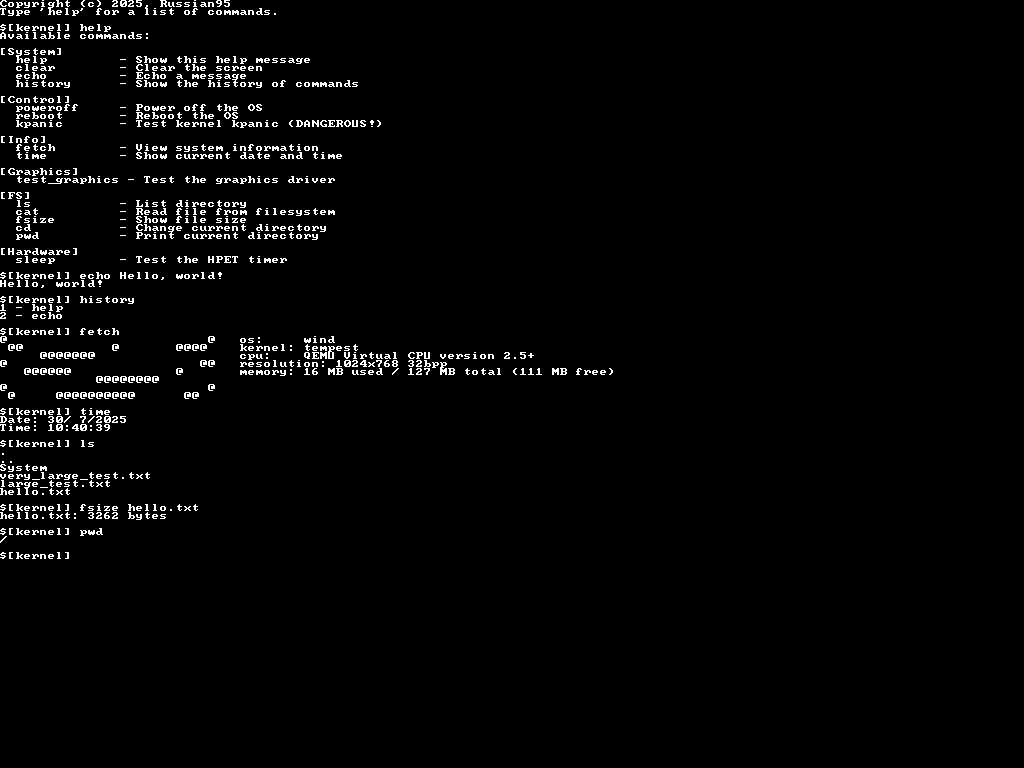 Copyright (c) 2025, Russian95
Type 'help' for a list of commands.
$[kernel] help
Available commands:
[System]
  help         - Show this help message
  clear        - Clear the screen
  echo         - Echo a message
  history      - Show the history of commands
[Control]
  poweroff     - Power off the OS
  reboot       - Reboot the OS
  kpanic       - Test kernel kpanic (DANGEROUS!)
[Info]
  fetch        - View system information
  time         - Show current date and time
[Graphics]
  test_graphics - Test the graphics driver
[FS]
  ls           - List directory
  cat          - Read file from filesystem
  fsize        - Show file size
  cd           - Change current directory
  pwd          - Print current directory
[Hardware]
  sleep        - Test the HPET timer
$[kernel] echo Hello, world!
Hello, world!
$[kernel] history
1 - help
2 - echo
$[kernel] fetch
@                         @   os:     wind
 @@           @       @@@@    kernel: tempest
     @@@@@@@                  cpu:    QEMU Virtual CPU version 2.5+
@                        @@   resolution: 1024x768 32bpp
   @@@@@@             @       memory: 16 MB used / 127 MB total (111 MB free)
            @@@@@@@@
@                         @
 @     @@@@@@@@@@      @@
$[kernel] time
Date: 30/ 7/2025
Time: 10:40:39
$[kernel] ls
.
..
System
very_large_test.txt
large_test.txt
hello.txt
$[kernel] fsize hello.txt
hello.txt: 3262 bytes
$[kernel] pwd
/
$[kernel]